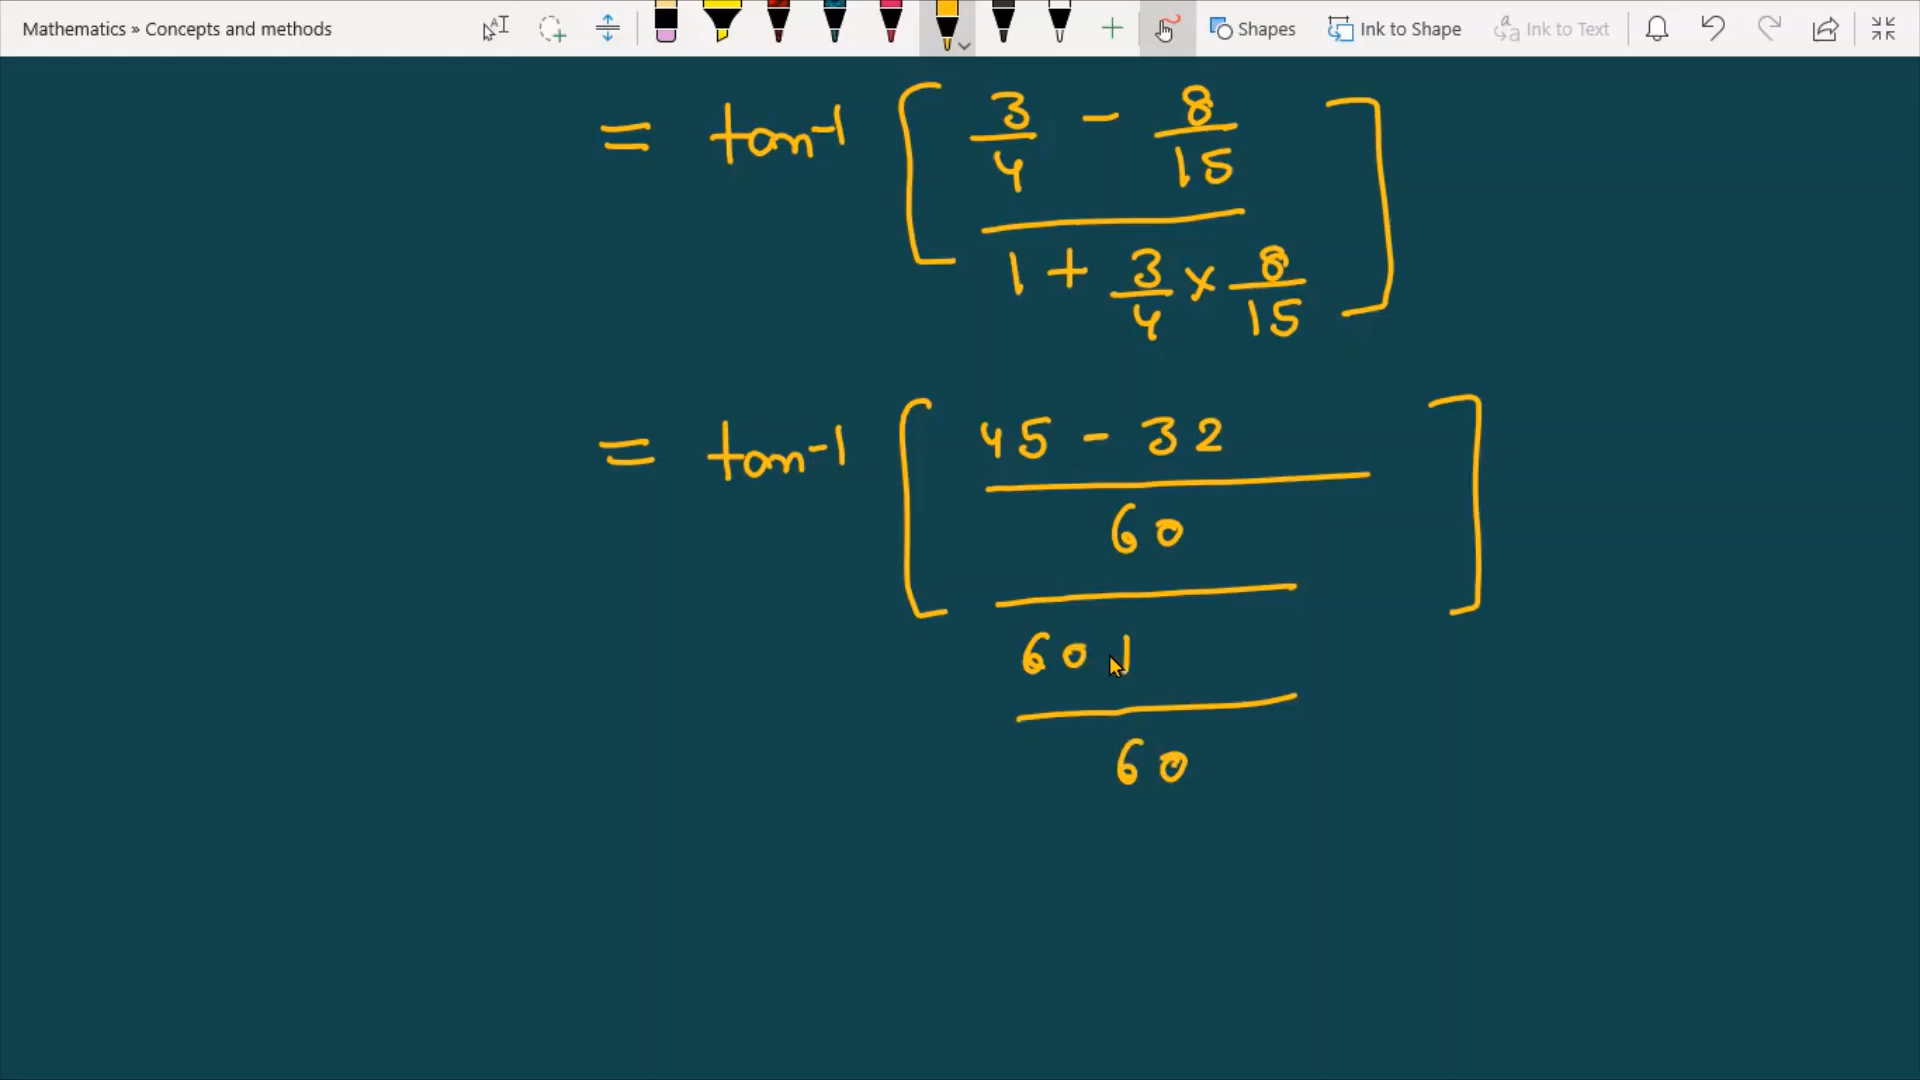 Mathematics » Concepts and methods Shapes Ink to Shape Ink to Text
3 - 8
= tan-1 [ 4 15 ]
1 + 3 × 8
4 15
45 - 32
= tan-1 [ 60 ]
60
60